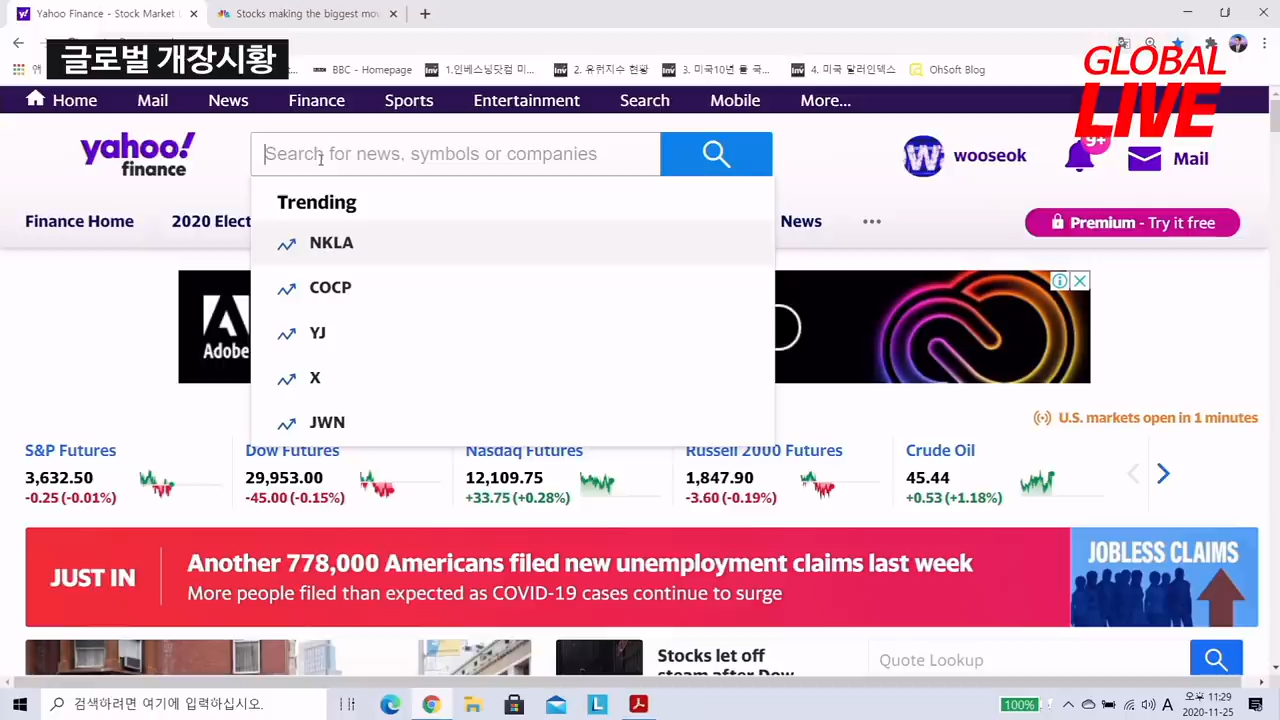 Yahoo Finance - Stock Market L
Stocks making the biggest mov
글로벌 개장시황
BBC - Homepage
1.인베스팅닷컴 미...
2. 유럽지수 현황
3. 미국10년 물 국...
4. 미국 달러인덱스
OhSoft Blog
GLOBAL
LIVE
Home
Mail
News
Finance
Sports
Entertainment
Search
Mobile
More...
yahoo!
finance
Search for news, symbols or companies
wooseok
9+
Mail
Trending
Finance Home
2020 Elect
News
Premium - Try it free
NKLA
COCP
YJ
X
JWN
Adobe
U.S. markets open in 1 minutes
S&P Futures
3,632.50
-0.25 (-0.01%)
Dow Futures
29,953.00
-45.00 (-0.15%)
Nasdaq Futures
12,109.75
+33.75 (+0.28%)
Russell 2000 Futures
1,847.90
-3.60 (-0.19%)
Crude Oil
45.44
+0.53 (+1.18%)
JUST IN
Another 778,000 Americans filed new unemployment claims last week
More people filed than expected as COVID-19 cases continue to surge
JOBLESS CLAIMS
Stocks let off
steam after Dow
Quote Lookup
검색하려면 여기에 입력하십시오.
100%
A
오후 11:29
2020-11-25